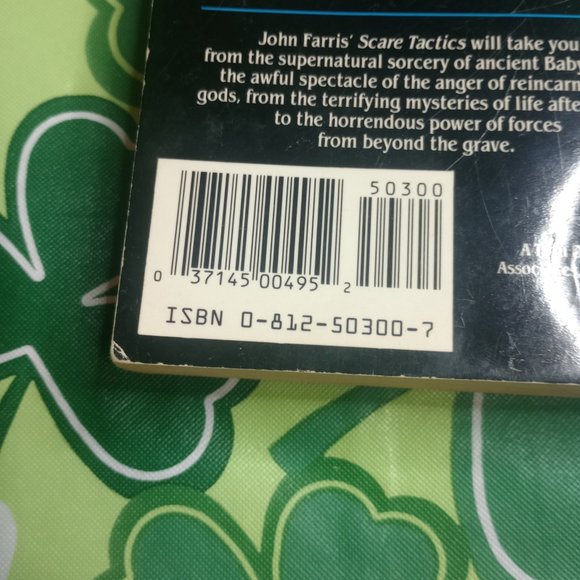 John Farris' Scare Tactics will take you
from the supernatural sorcery of ancient
the awful spectacle of the anger of
gods, from the terrifying mysteries of life
to the horrendous power of forces
from beyond the grave.
50300
0 37145 00495 2
ISBN 0-812-50300-7
A